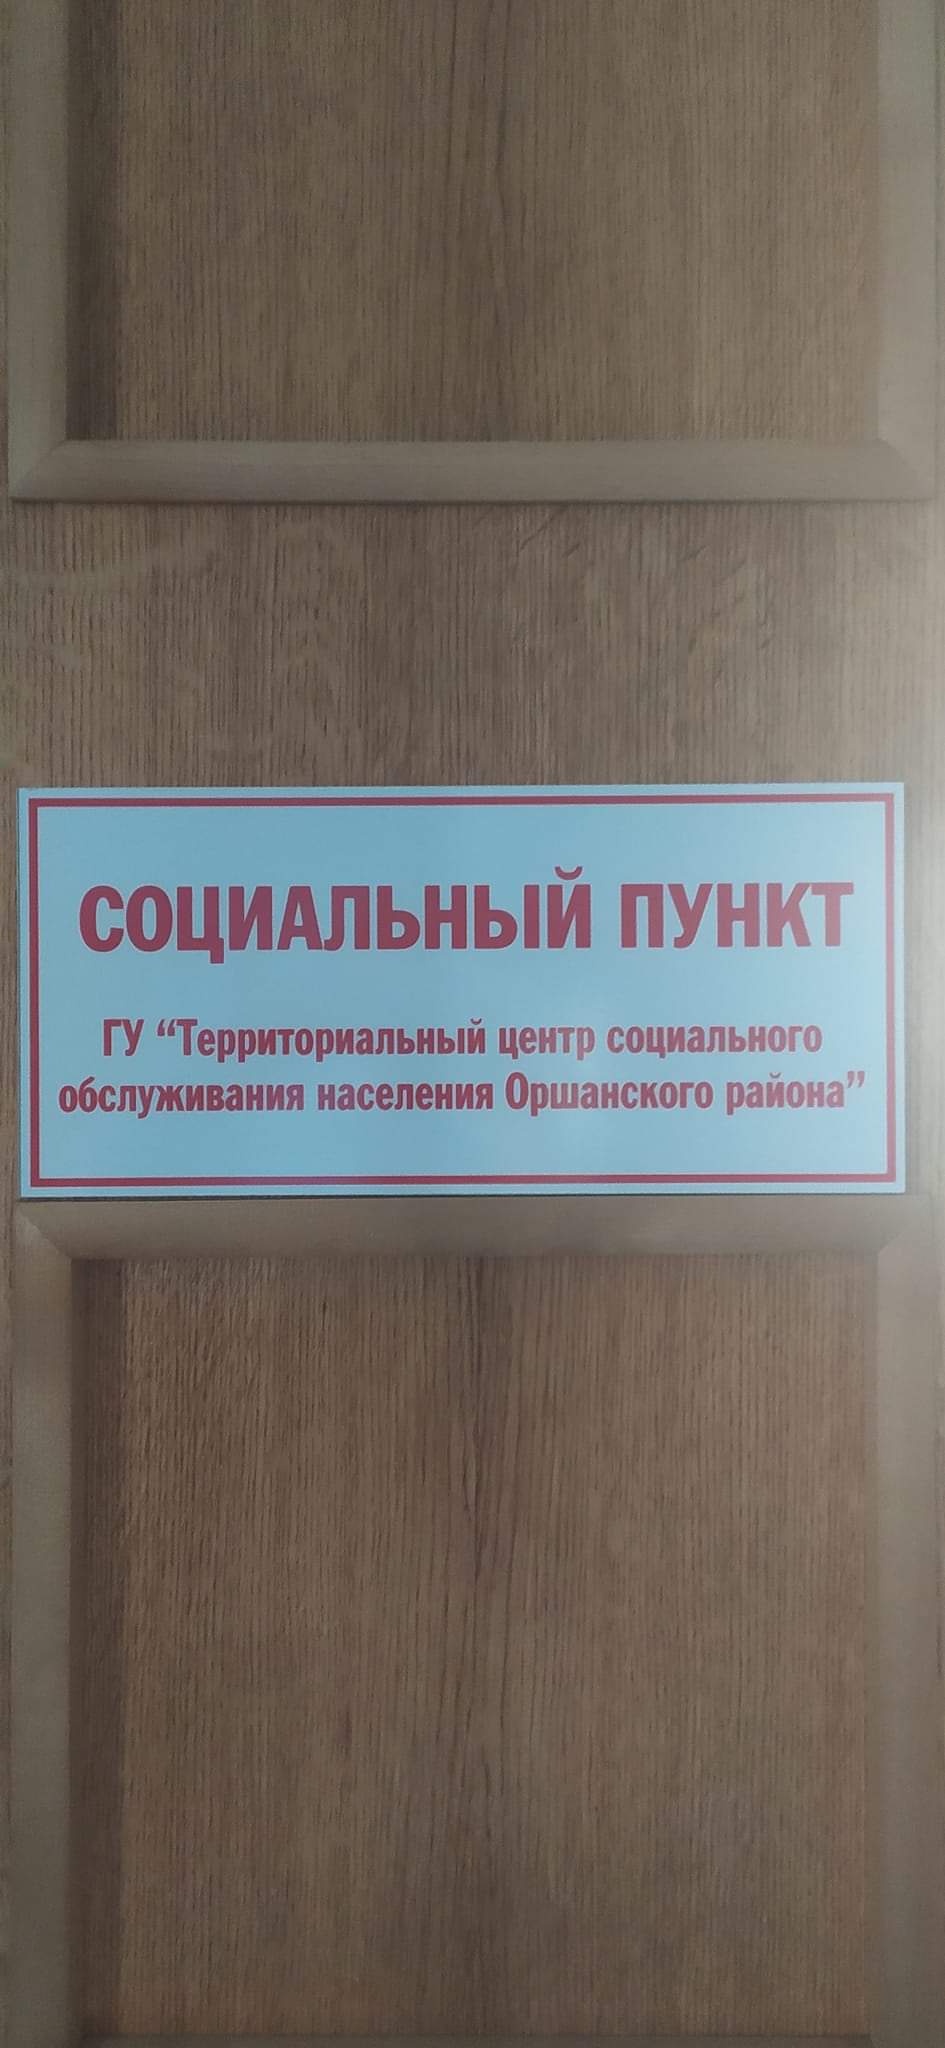 СОЦИАЛЬНЫЙ ПУНКТ
ГУ “Территориальный центр социального
обслуживания населения Оршанского района”